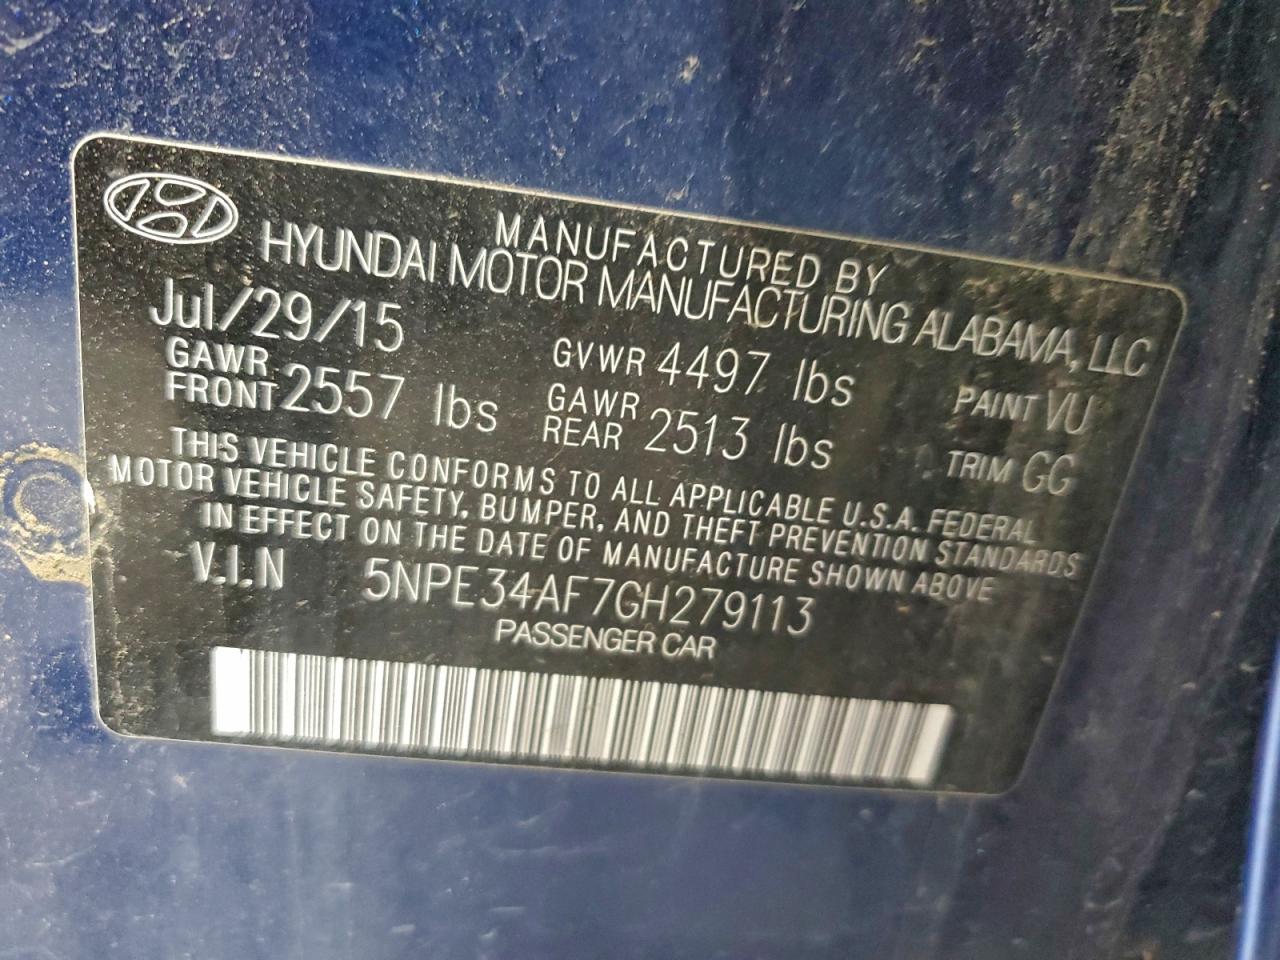 MANUFACTURED BY
HYUNDAI MOTOR MANUFACTURING ALABAMA, LLC
Jul/29/15 GVWR 4497 lbs PAINT VU
GAWR FRONT 2557 lbs GAWR REAR 2513 lbs TRIM GG
THIS VEHICLE CONFORMS TO ALL APPLICABLE U.S.A. FEDERAL
MOTOR VEHICLE SAFETY, BUMPER, AND THEFT PREVENTION STANDARDS
IN EFFECT ON THE DATE OF MANUFACTURE SHOWN ABOVE
V.I.N 5NPE34AF7GH279113
PASSENGER CAR